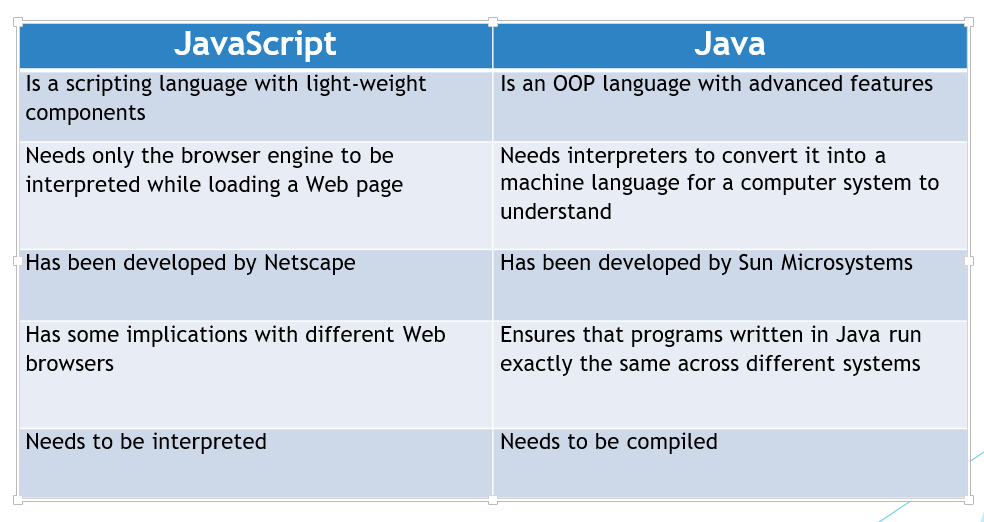 JavaScript
Java
Is a scripting language with light-weight
components
Is an OOP language with advanced features
Needs only the browser engine to be
interpreted while loading a Web page
Needs interpreters to convert it into a
machine language for a computer system to
understand
Has been developed by Netscape
Has been developed by Sun Microsystems
Has some implications with different Web
browsers
Ensures that programs written in Java run
exactly the same across different systems
Needs to be interpreted
Needs to be compiled